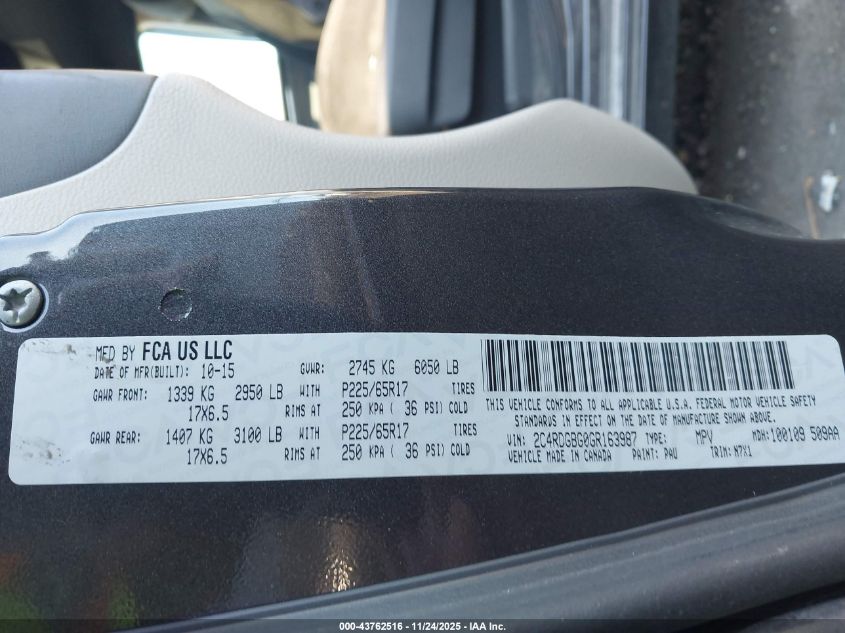 MFD BY FCA US LLC
DATE OF MFR(BUILT): 10-15 GVWR: 2745 KG 6050 LB
GAWR FRONT: 1339 KG 2950 LB WITH P225/65R17 TIRES
17X6.5 RIMS AT 250 KPA ( 36 PSI) COLD
GAWR REAR: 1407 KG 3100 LB WITH P225/65R17 TIRES
17X6.5 RIMS AT 250 KPA ( 36 PSI) COLD
THIS VEHICLE CONFORMS TO ALL APPLICABLE U.S.A. FEDERAL MOTOR VEHICLE SAFETY
STANDARDS IN EFFECT ON THE DATE OF MANUFACTURE SHOWN ABOVE.
VIN: 2C4RDGBG0GR163987 TYPE: MPV MDH: 100109 509AA
VEHICLE MADE IN CANADA PAINT: PAU TRIM: M7X1
000-43762516 - 11/24/2025 - IAA Inc.